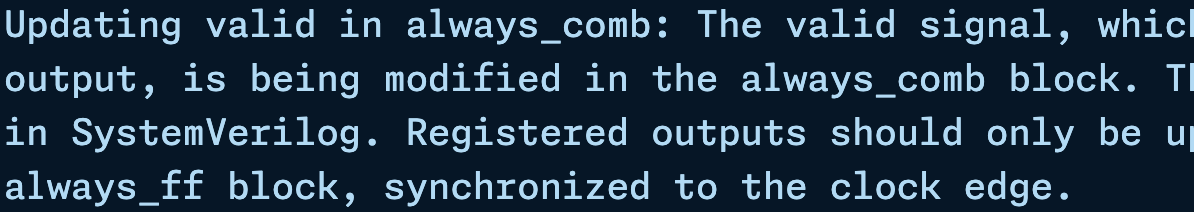 Updating valid in always_comb: The valid signal,
output, is being modified in the always_comb block.
in SystemVerilog. Registered outputs should only be
always_ff block, synchronized to the clock edge.